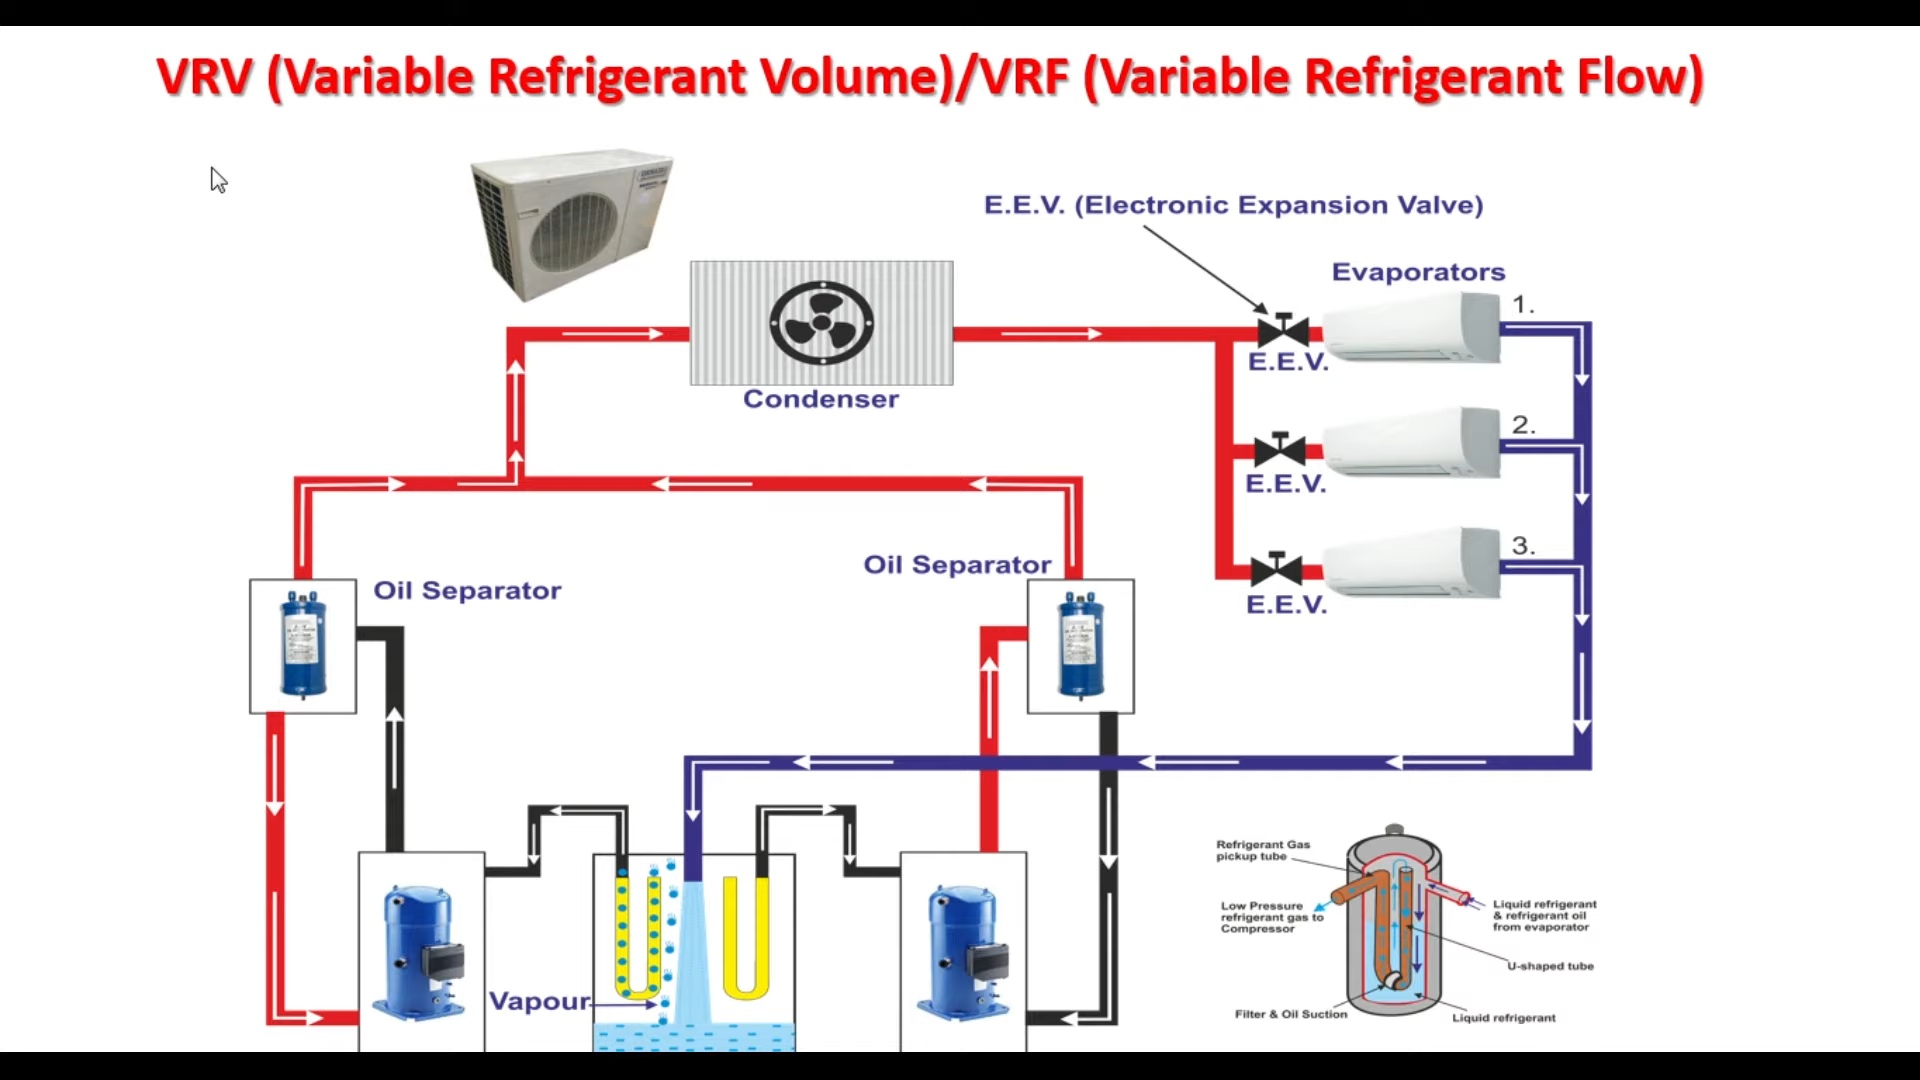 VRV (Variable Refrigerant Volume)/VRF (Variable Refrigerant Flow)
E.E.V. (Electronic Expansion Valve)
Evaporators
1.
E.E.V.
Condenser
2.
E.E.V.
3.
E.E.V.
Oil Separator
Oil Separator
Vapour
Refrigerant Gas
pickup tube
Low Pressure
refrigerant gas to
Compressor
Liquid refrigerant
& refrigerant oil
from evaporator
U-shaped tube
Filter & Oil Suction
Liquid refrigerant